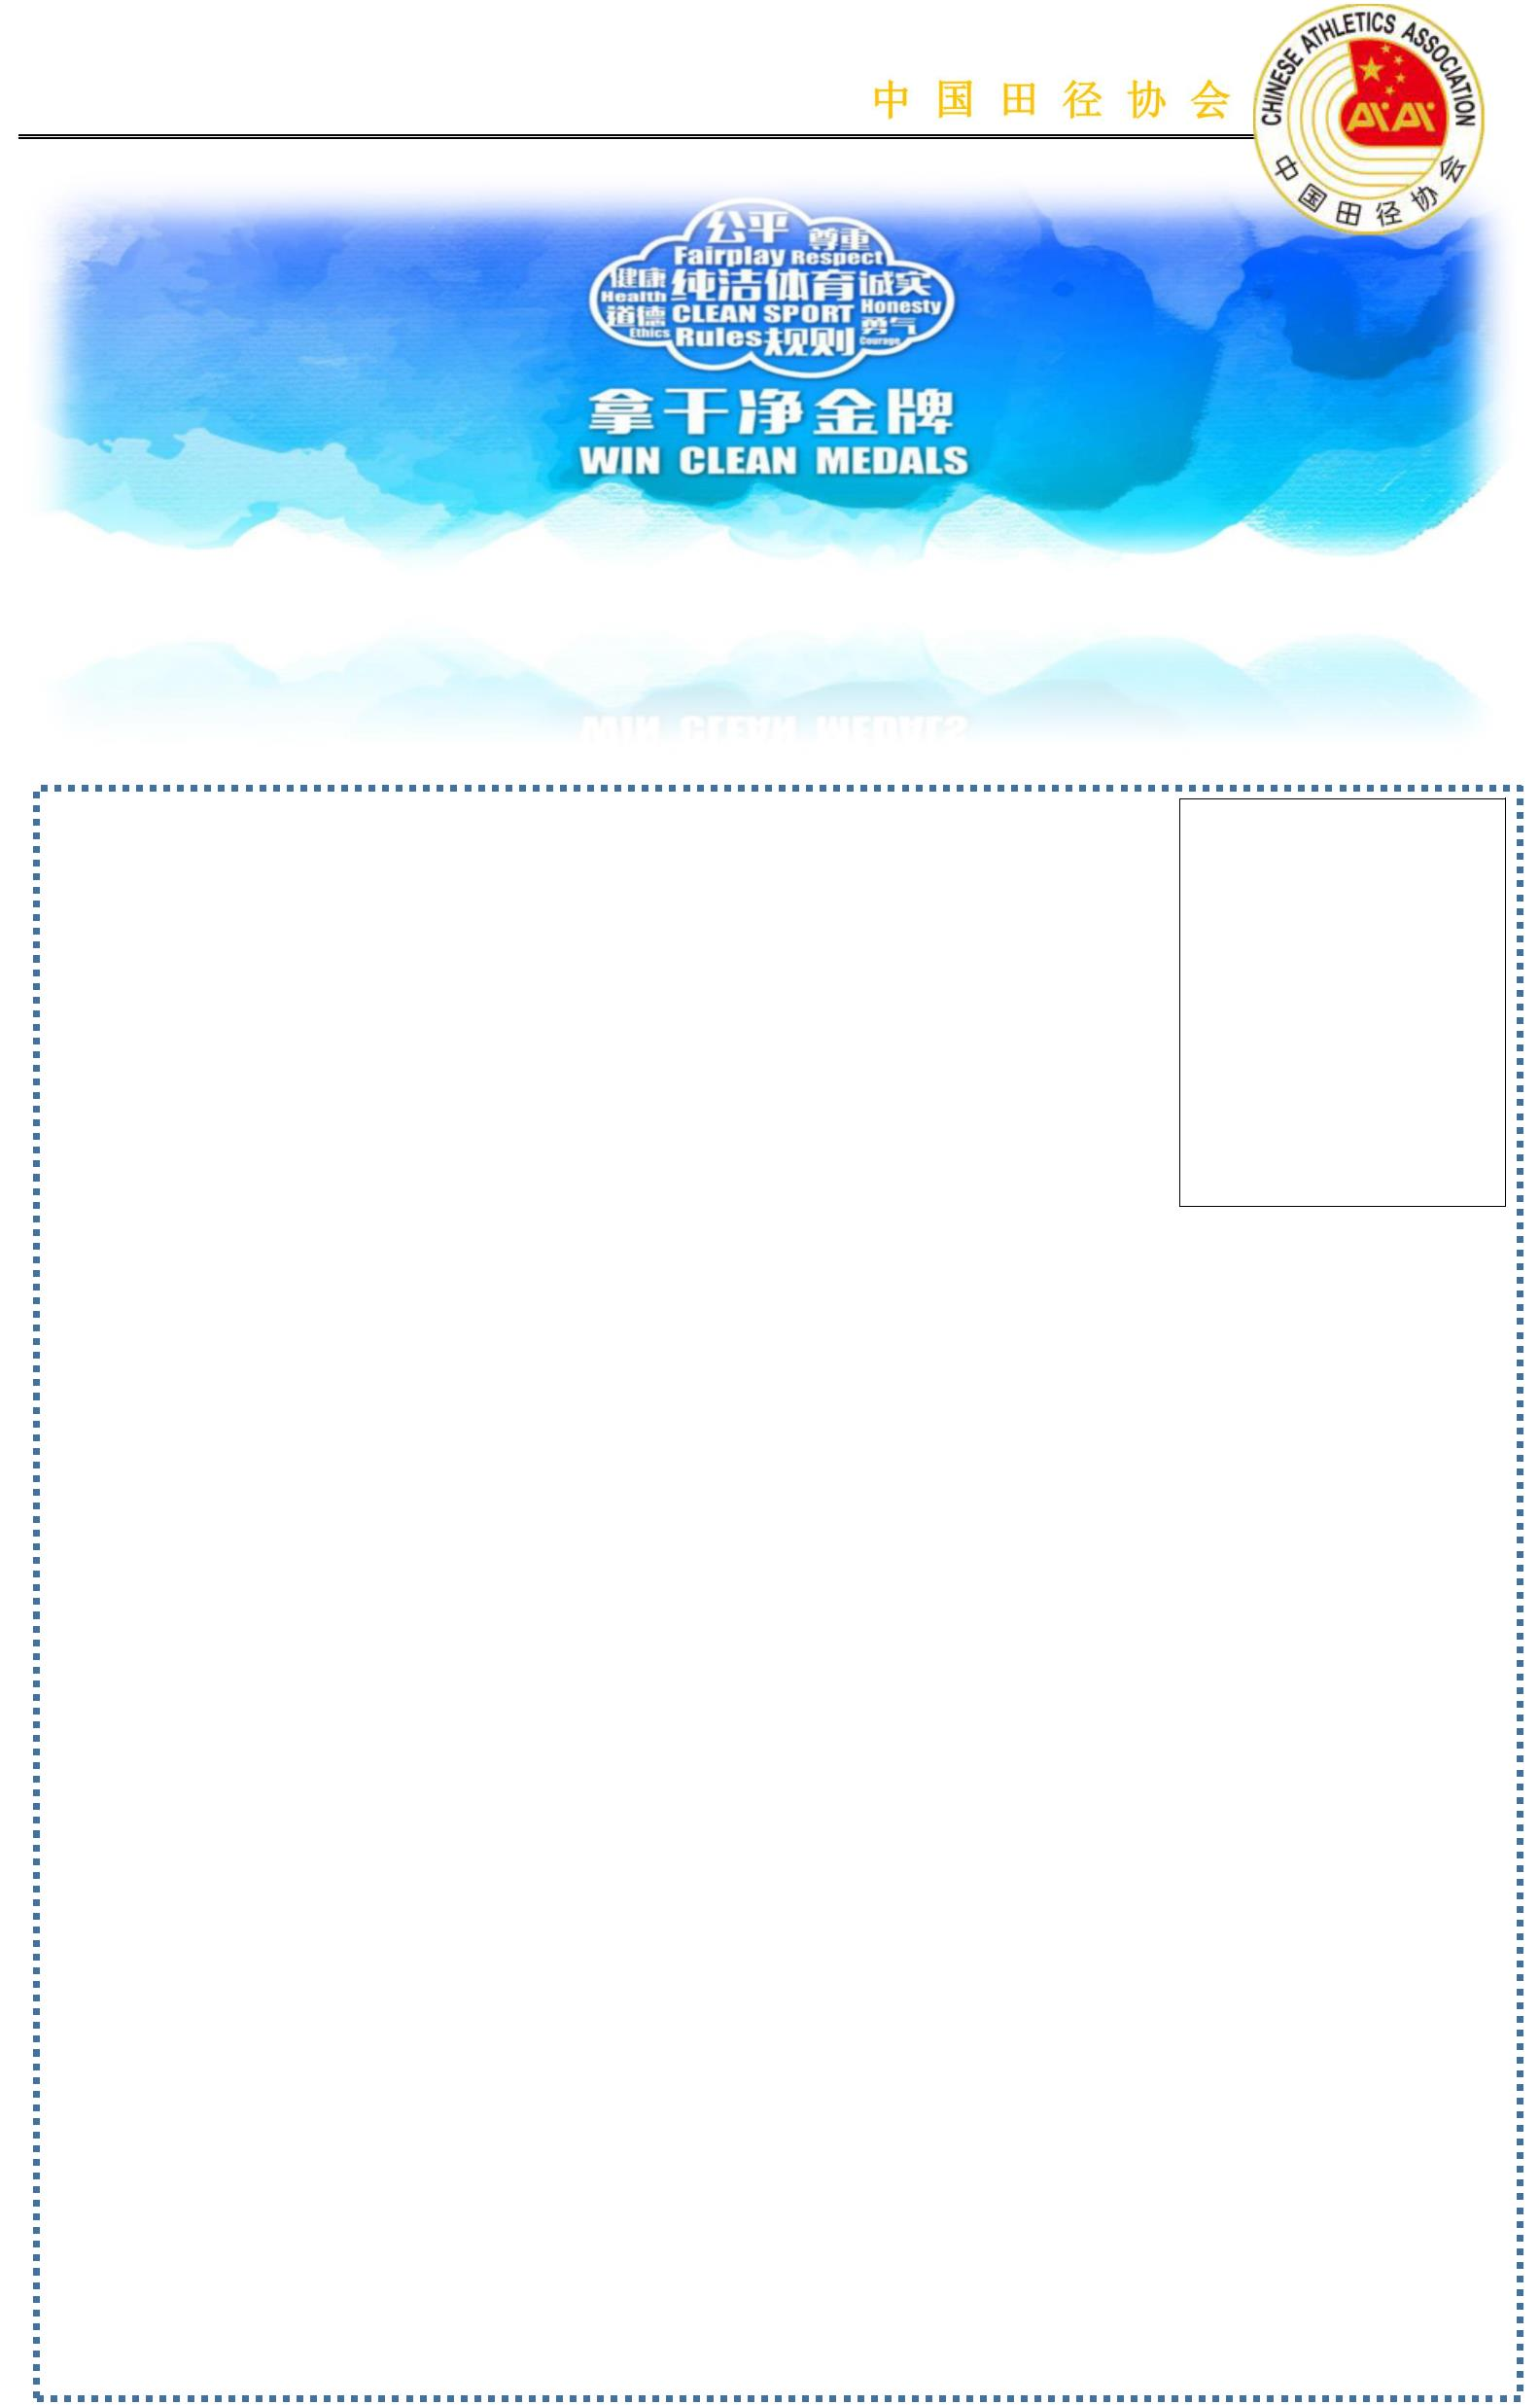 中国田径协会
CHINESE ATHLETICS ASSOCIATION
中国田径协会
公平 尊重
Fairplay Respect
健康 纯洁体育 诚实
Health CLEAN SPORT Honesty
道德 Rules 规则 勇气
Ethics Courage
拿干净金牌
WIN CLEAN MEDALS